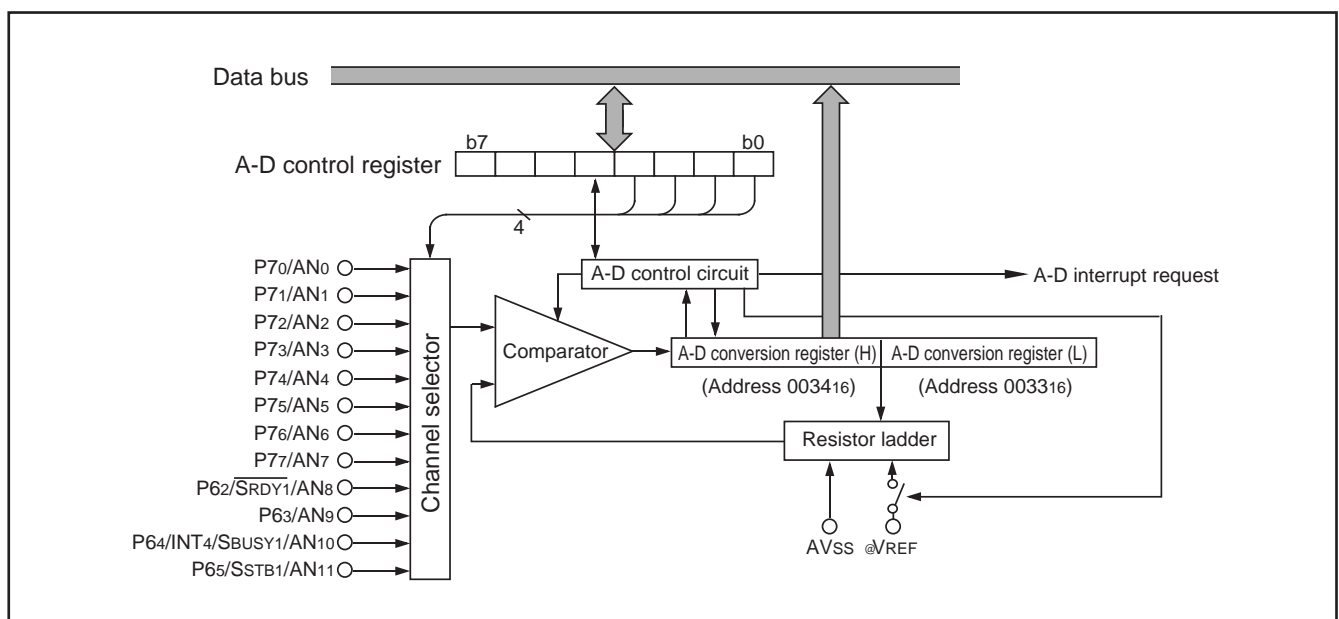 Data bus
b7 b0
A-D control register
4
P70/AN0
P71/AN1
P72/AN2
P73/AN3
P74/AN4
P75/AN5
P76/AN6
P77/AN7
P62/SRDY1/AN8
P63/AN9
P64/INT4/SBUSY1/AN10
P65/SSTB1/AN11
Channel selector
A-D control circuit
A-D interrupt request
Comparator
A-D conversion register (H) A-D conversion register (L)
(Address 003416) (Address 003316)
Resistor ladder
AVSS @VREF